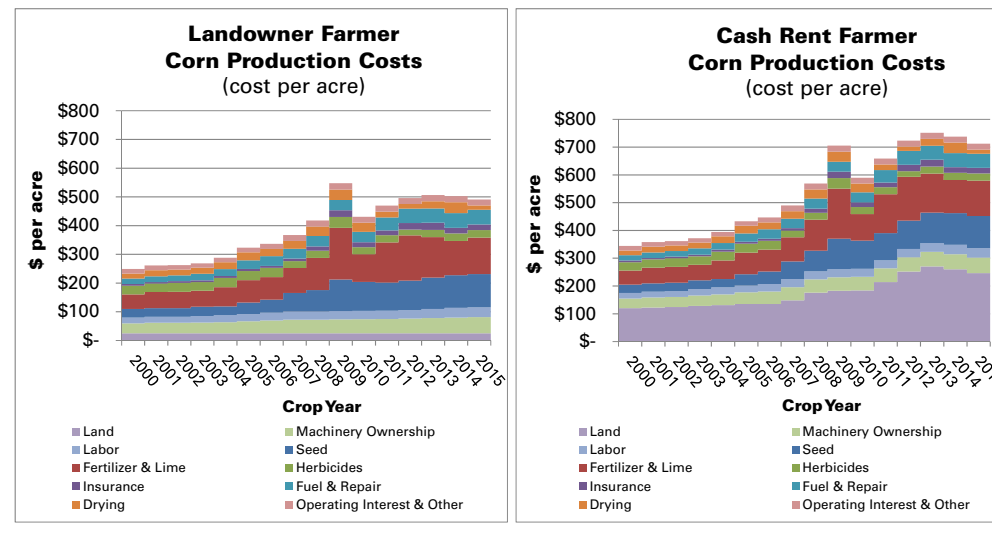 Landowner Farmer
Corn Production Costs
(cost per acre)
$800
$700
$600
$500
$400
$300
$200
$100
$-
$ per acre
2000 2001 2002 2003 2004 2005 2006 2007 2008 2009 2010 2011 2012 2013 2014 2015
Crop Year
Land Machinery Ownership
Labor Seed
Fertilizer & Lime Herbicides
Insurance Fuel & Repair
Drying Operating Interest & Other
Cash Rent Farmer
Corn Production Costs
(cost per acre)
$800
$700
$600
$500
$400
$300
$200
$100
$-
$ per acre
2000 2001 2002 2003 2004 2005 2006 2007 2008 2009 2010 2011 2012 2013 2014
Crop Year
Land Machinery Ownership
Labor Seed
Fertilizer & Lime Herbicides
Insurance Fuel & Repair
Drying Operating Interest & Other